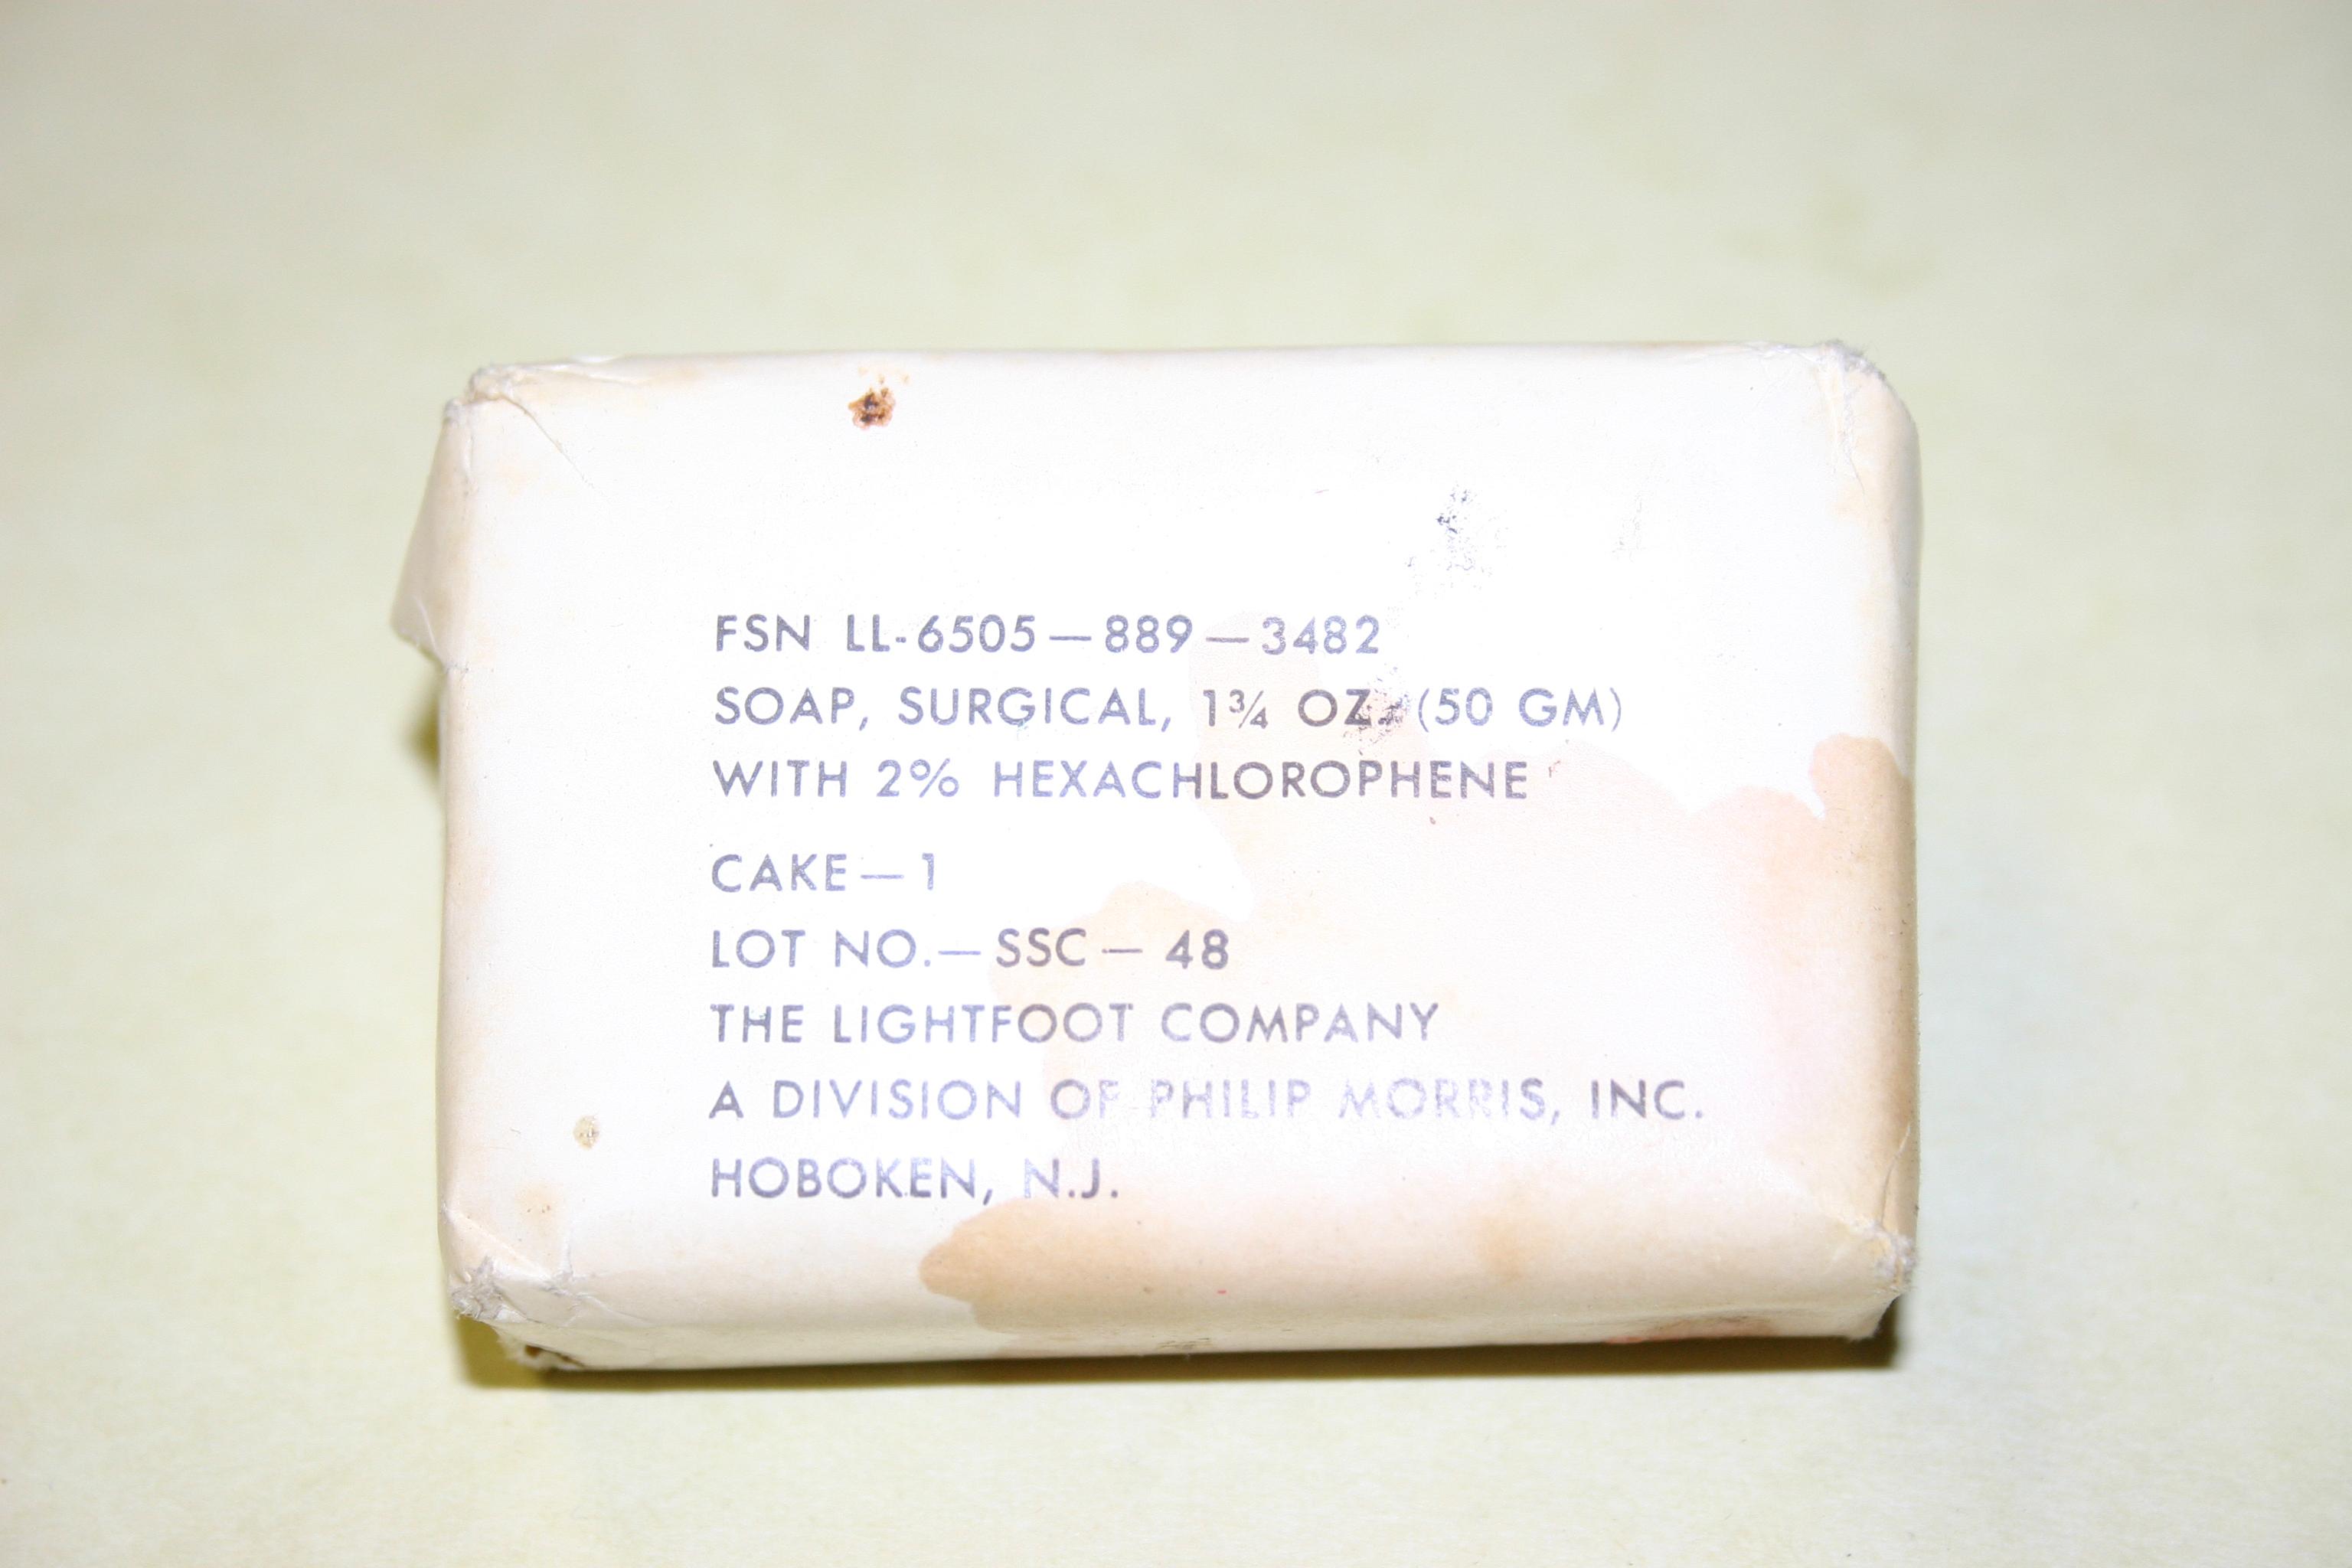 FSN LL-6505—889—3482
SOAP, SURGICAL, 1¾ OZ. (50 GM)
WITH 2% HEXACHLOROPHENE
CAKE—1
LOT NO.—SSC—48
THE LIGHTFOOT COMPANY
A DIVISION OF PHILIP MORRIS, INC.
HOBOKEN, N.J.